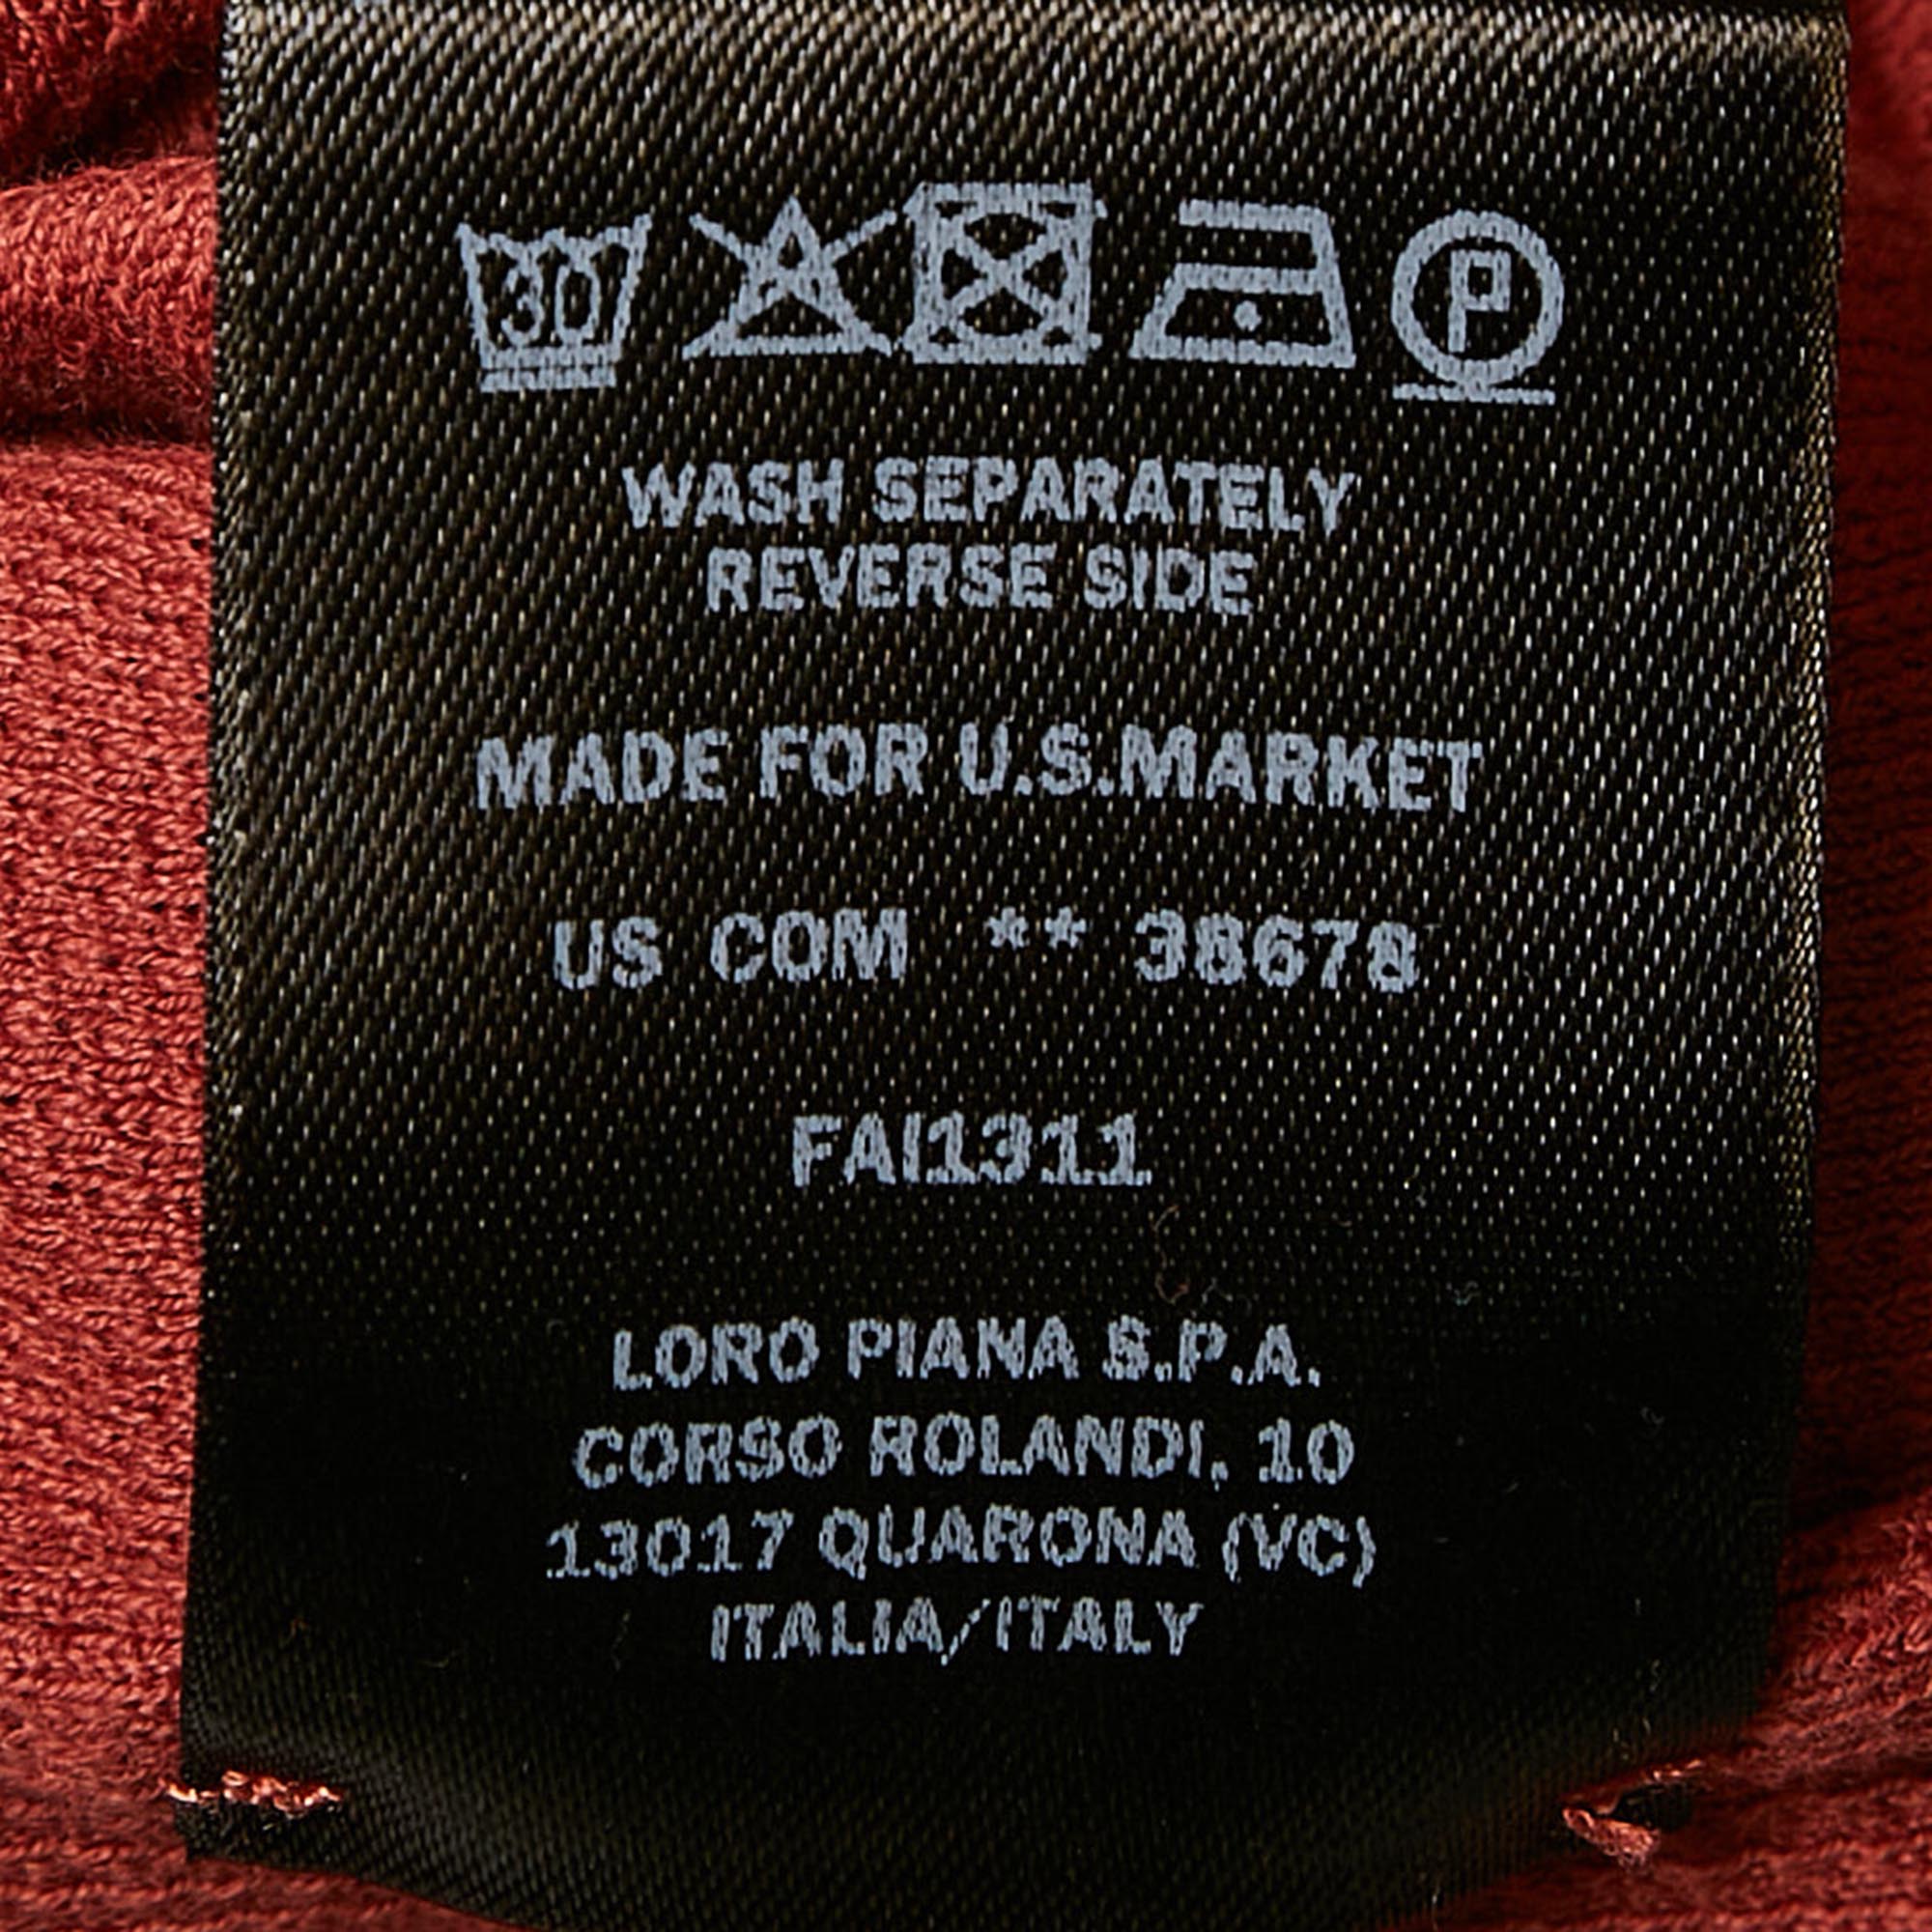 30
P
WASH SEPARATELY
REVERSE SIDE
MADE FOR U.S.MARKET
US COM ** 38678
FAI1311
LORO PIANA S.P.A.
CORSO ROLANDI, 10
13017 QUARONA (VC)
ITALIA/ITALY